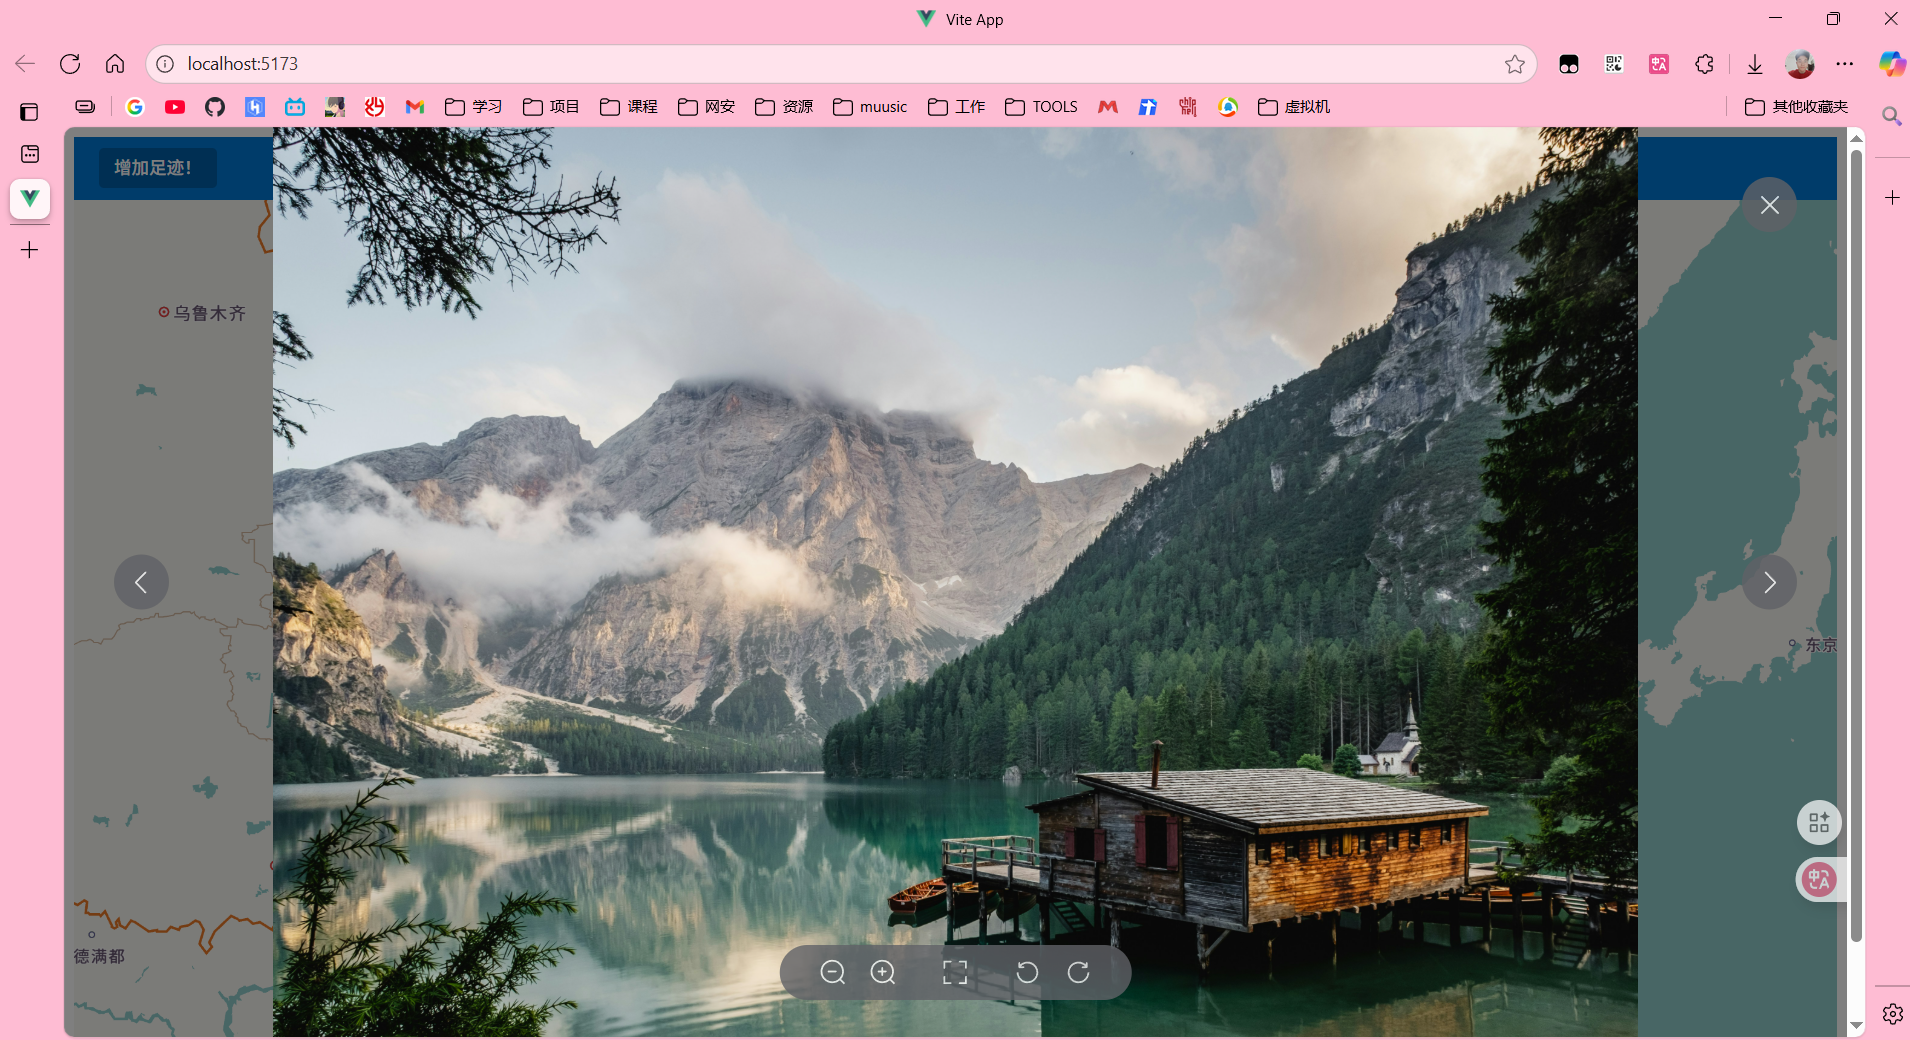 Vite App
localhost:5173
学习 项目 课程 网安 资源 muusic 工作 TOOLS 虚拟机 其他收藏夹
增加足迹！
乌鲁木齐
东京
德满都